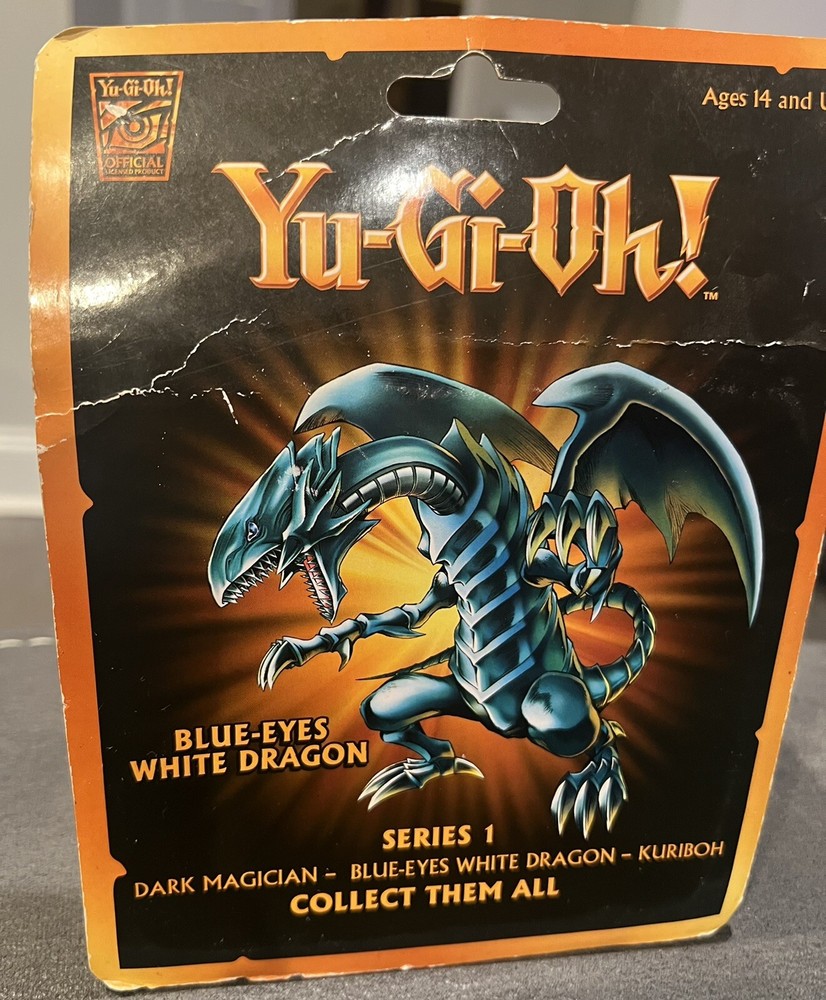 Yu-Gi-Oh!
OFFICIAL
LICENSED PRODUCT
Ages 14 and U
Yu-Gi-Oh!™
BLUE-EYES
WHITE DRAGON
SERIES 1
DARK MAGICIAN – BLUE-EYES WHITE DRAGON – KURIBOH
COLLECT THEM ALL